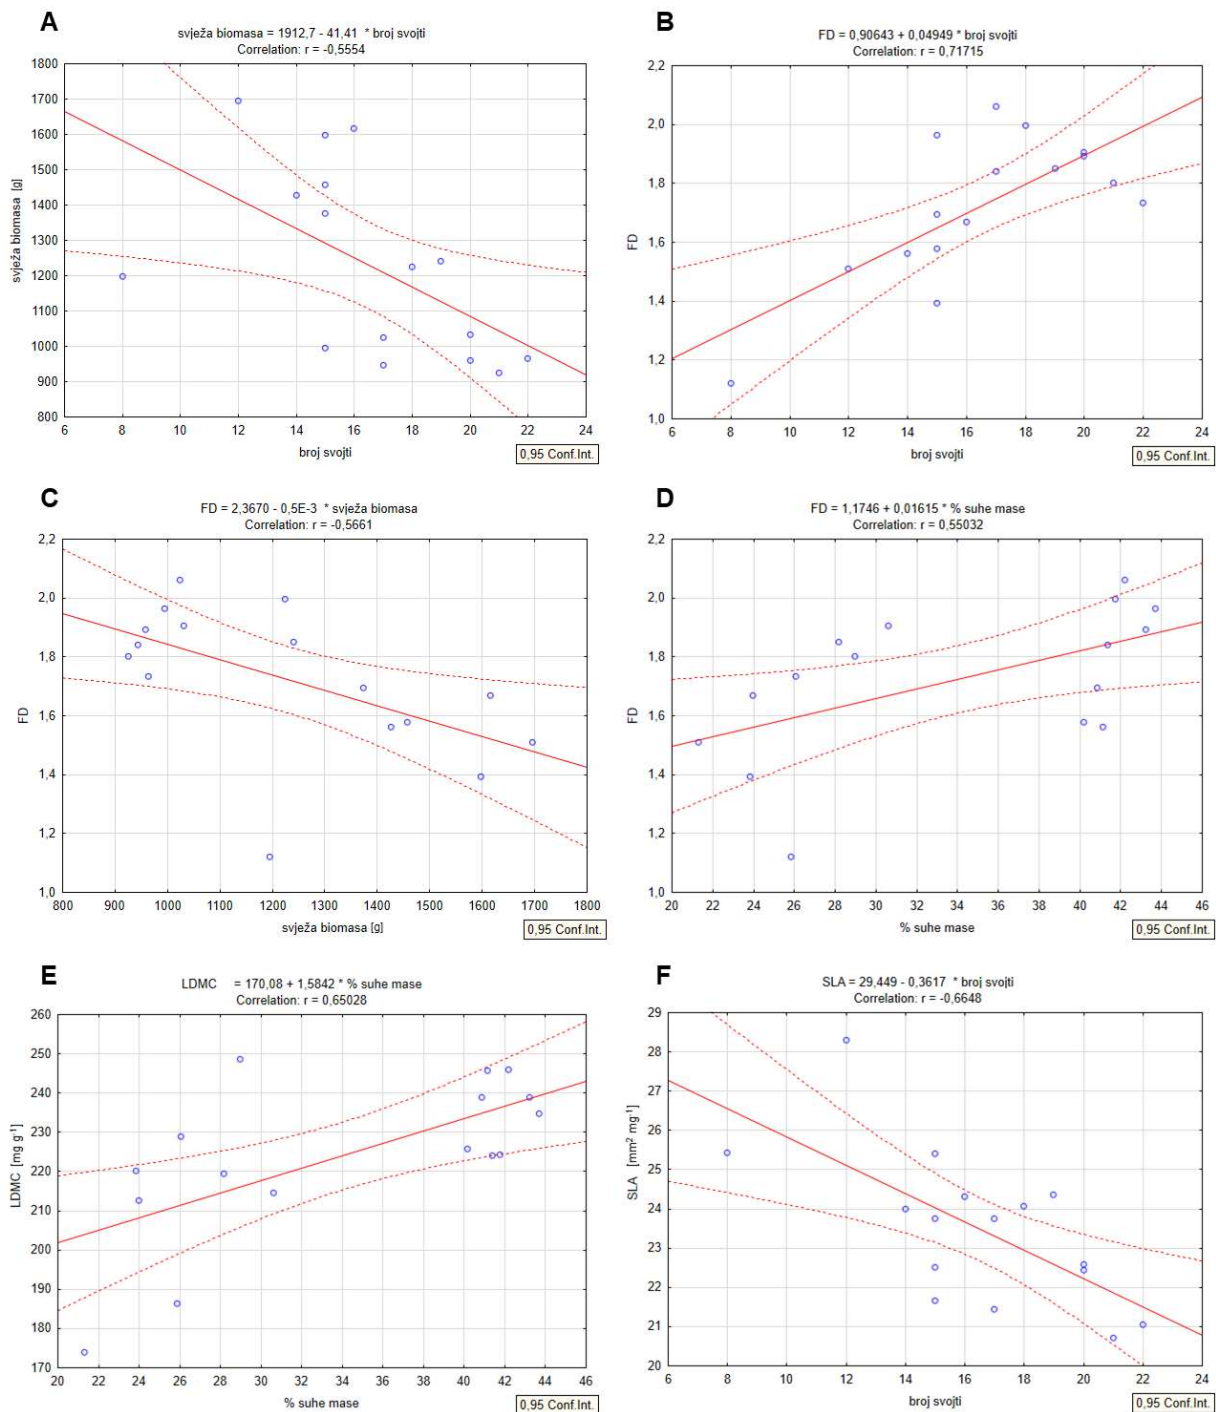 A
svježa biomasa = 1912,7 - 41,41 * broj svojti
Correlation: r = -0,5554
1800
1700
1600
1500
1400
1300
1200
1100
1000
900
800
svježa biomasa [g]
6 8 10 12 14 16 18 20 22 24
broj svojti
0,95 Conf.Int.
B
FD = 0,90643 + 0,04949 * broj svojti
Correlation: r = 0,71715
2,2
2,0
1,8
1,6
1,4
1,2
1,0
FD
6 8 10 12 14 16 18 20 22 24
broj svojti
0,95 Conf.Int.
C
FD = 2,3670 - 0,5E-3 * svježa biomasa
Correlation: r = -0,5661
2,2
2,0
1,8
1,6
1,4
1,2
1,0
FD
800 900 1000 1100 1200 1300 1400 1500 1600 1700 1800
svježa biomasa [g]
0,95 Conf.Int.
D
FD = 1,1746 + 0,01615 * % suhe mase
Correlation: r = 0,55032
2,2
2,0
1,8
1,6
1,4
1,2
1,0
FD
20 22 24 26 28 30 32 34 36 38 40 42 44 46
% suhe mase
0,95 Conf.Int.
E
LDMC = 170,08 + 1,5842 * % suhe mase
Correlation: r = 0,65028
260
250
240
230
220
210
200
190
180
170
LDMC [mg g⁻¹]
20 22 24 26 28 30 32 34 36 38 40 42 44 46
% suhe mase
0,95 Conf.Int.
F
SLA = 29,449 - 0,3617 * broj svojti
Correlation: r = -0,6648
29
28
27
26
25
24
23
22
21
20
SLA [mm² mg⁻¹]
6 8 10 12 14 16 18 20 22 24
broj svojti
0,95 Conf.Int.